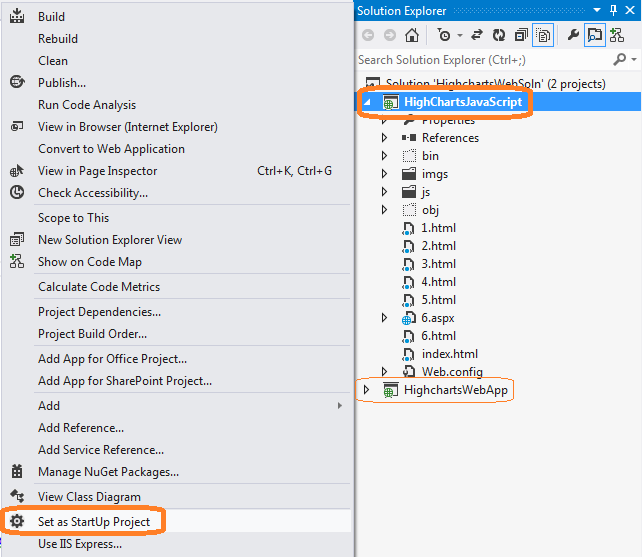 Build
Rebuild
Clean
Publish...
Run Code Analysis
View in Browser (Internet Explorer)
Convert to Web Application
View in Page Inspector Ctrl+K, Ctrl+G
Check Accessibility...
Scope to This
New Solution Explorer View
Show on Code Map
Calculate Code Metrics
Project Dependencies...
Project Build Order...
Add App for Office Project...
Add App for SharePoint Project...
Add
Add Reference...
Add Service Reference...
Manage NuGet Packages...
View Class Diagram
Set as StartUp Project
Use IIS Express...
Solution Explorer
Search Solution Explorer (Ctrl+;)
Solution 'HighchartsWebSoln' (2 projects)
HighChartsJavaScript
Properties
References
bin
imgs
js
obj
1.html
2.html
3.html
4.html
5.html
6.aspx
6.html
index.html
Web.config
HighchartsWebApp